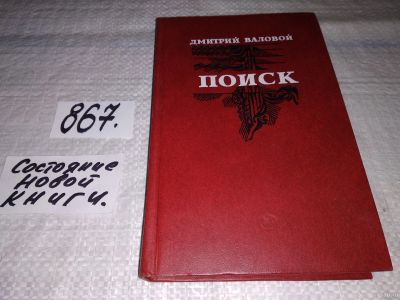 ДМИТРИЙ ВАЛОВОЙ
ПОИСК
867.
Состояние
новой
книги.